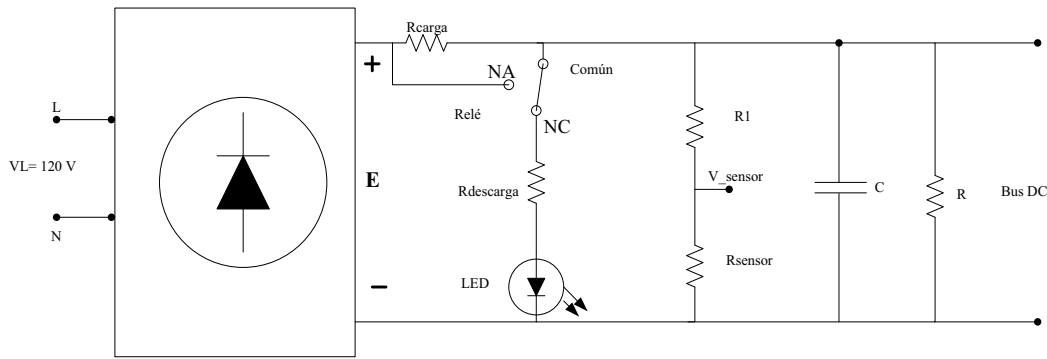 Rcarga
+
NA
Común
L
Relé
NC
R1
VL= 120 V
E
V_sensor
Rdescarga
C
R
Bus DC
N
Rsensor
LED
−